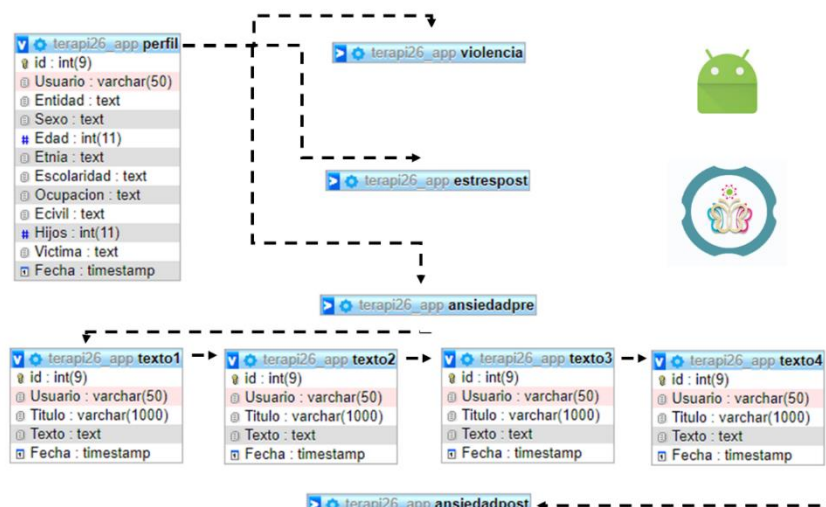 terapi26_app perfil
id : int(9)
Usuario : varchar(50)
Entidad : text
Sexo : text
# Edad : int(11)
Etnia : text
Escolaridad : text
Ocupacion : text
Ecivil : text
# Hijos : int(11)
Victima : text
Fecha : timestamp
terapi26_app violencia
terapi26_app estrespost
terapi26_app ansiedadpre
terapi26_app texto1
id : int(9)
Usuario : varchar(50)
Titulo : varchar(1000)
Texto : text
Fecha : timestamp
terapi26_app texto2
id : int(9)
Usuario : varchar(50)
Titulo : varchar(1000)
Texto : text
Fecha : timestamp
terapi26_app texto3
id : int(9)
Usuario : varchar(50)
Titulo : varchar(1000)
Texto : text
Fecha : timestamp
terapi26_app texto4
id : int(9)
Usuario : varchar(50)
Titulo : varchar(1000)
Texto : text
Fecha : timestamp
terapi26_app ansiedadpost